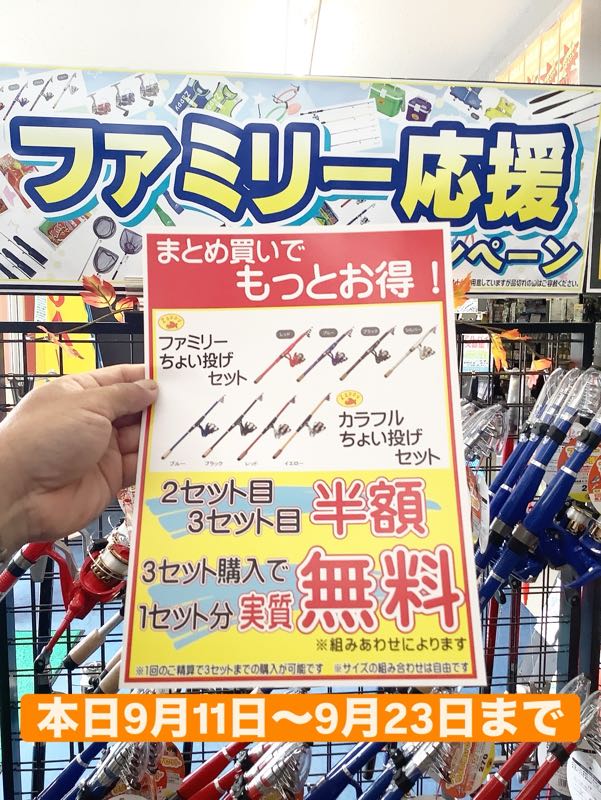 ファミリー応援
ンペーン
まとめ買いで
もっとお得！
ファミリー
ちょい投げ
セット
レッド ブルー ブラック シルバー
カラフル
ちょい投げ
セット
ブルー ブラック レッド イエロー
2セット目
3セット目
半額
3セット購入で
1セット分実質
無料
※組みあわせによります
※1回のご精算で3セットまでの購入が可能です ※サイズの組み合わせは自由です
本日9月11日〜9月23日まで